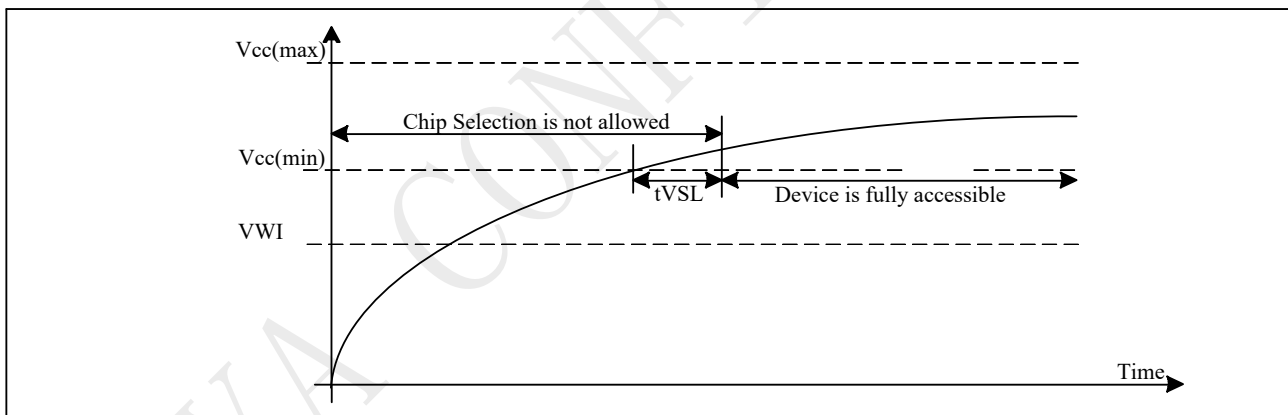 Vcc(max)
Chip Selection is not allowed
Vcc(min)
tVSL
Device is fully accessible
VWI
Time